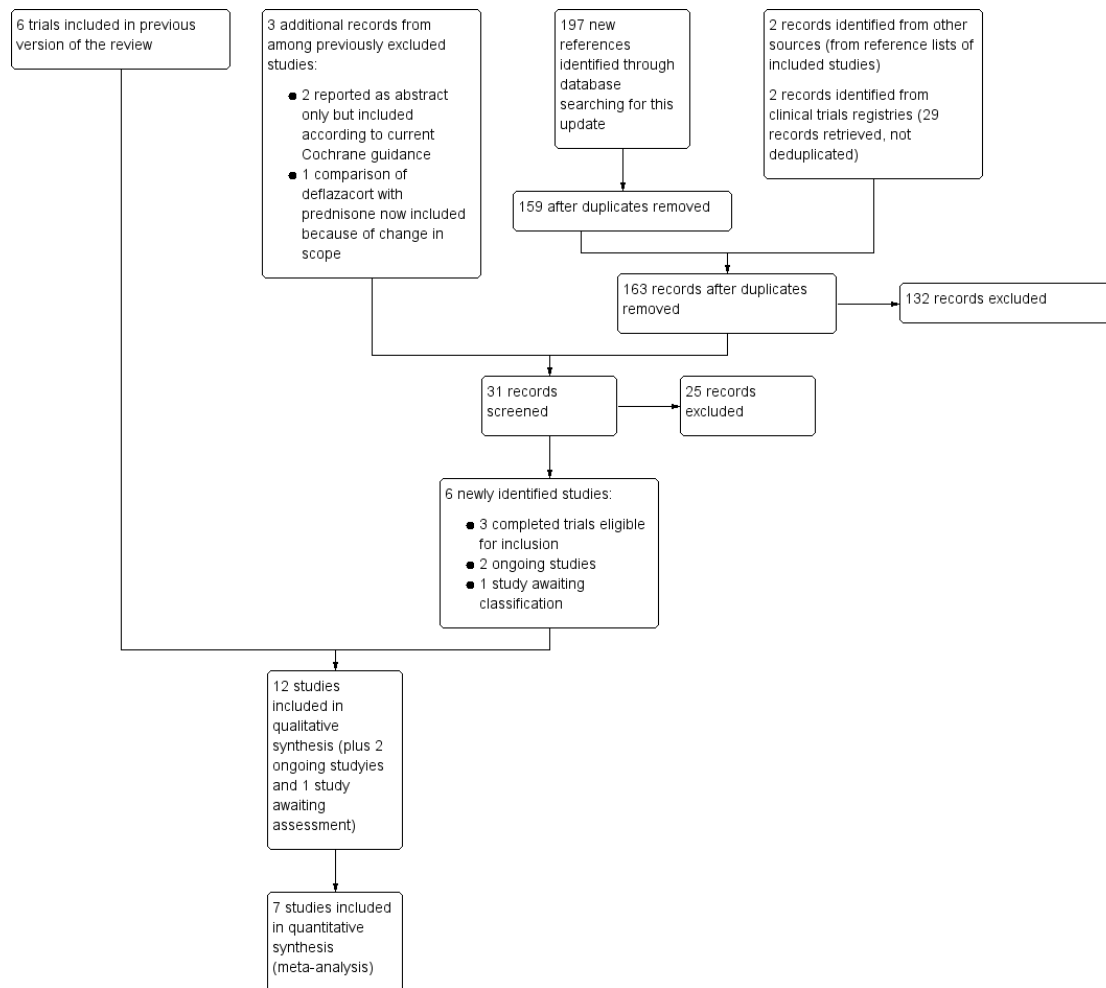 6 trials included in previous
version of the review
3 additional records from
among previously excluded
studies:
● 2 reported as abstract
only but included
according to current
Cochrane guidance
● 1 comparison of
deflazacort with
prednisone now included
because of change in
scope
197 new
references
identified through
database
searching for this
update
2 records identified from other
sources (from reference lists of
included studies)
2 records identified from
clinical trials registries (29
records retrieved, not
deduplicated)
159 after duplicates removed
163 records after duplicates
removed
132 records excluded
31 records
screened
25 records
excluded
6 newly identified studies:
● 3 completed trials eligible
for inclusion
● 2 ongoing studies
● 1 study awaiting
classification
12 studies
included in
qualitative
synthesis (plus 2
ongoing studyies
and 1 study
awaiting
assessment)
7 studies included
in quantitative
synthesis
(meta-analysis)